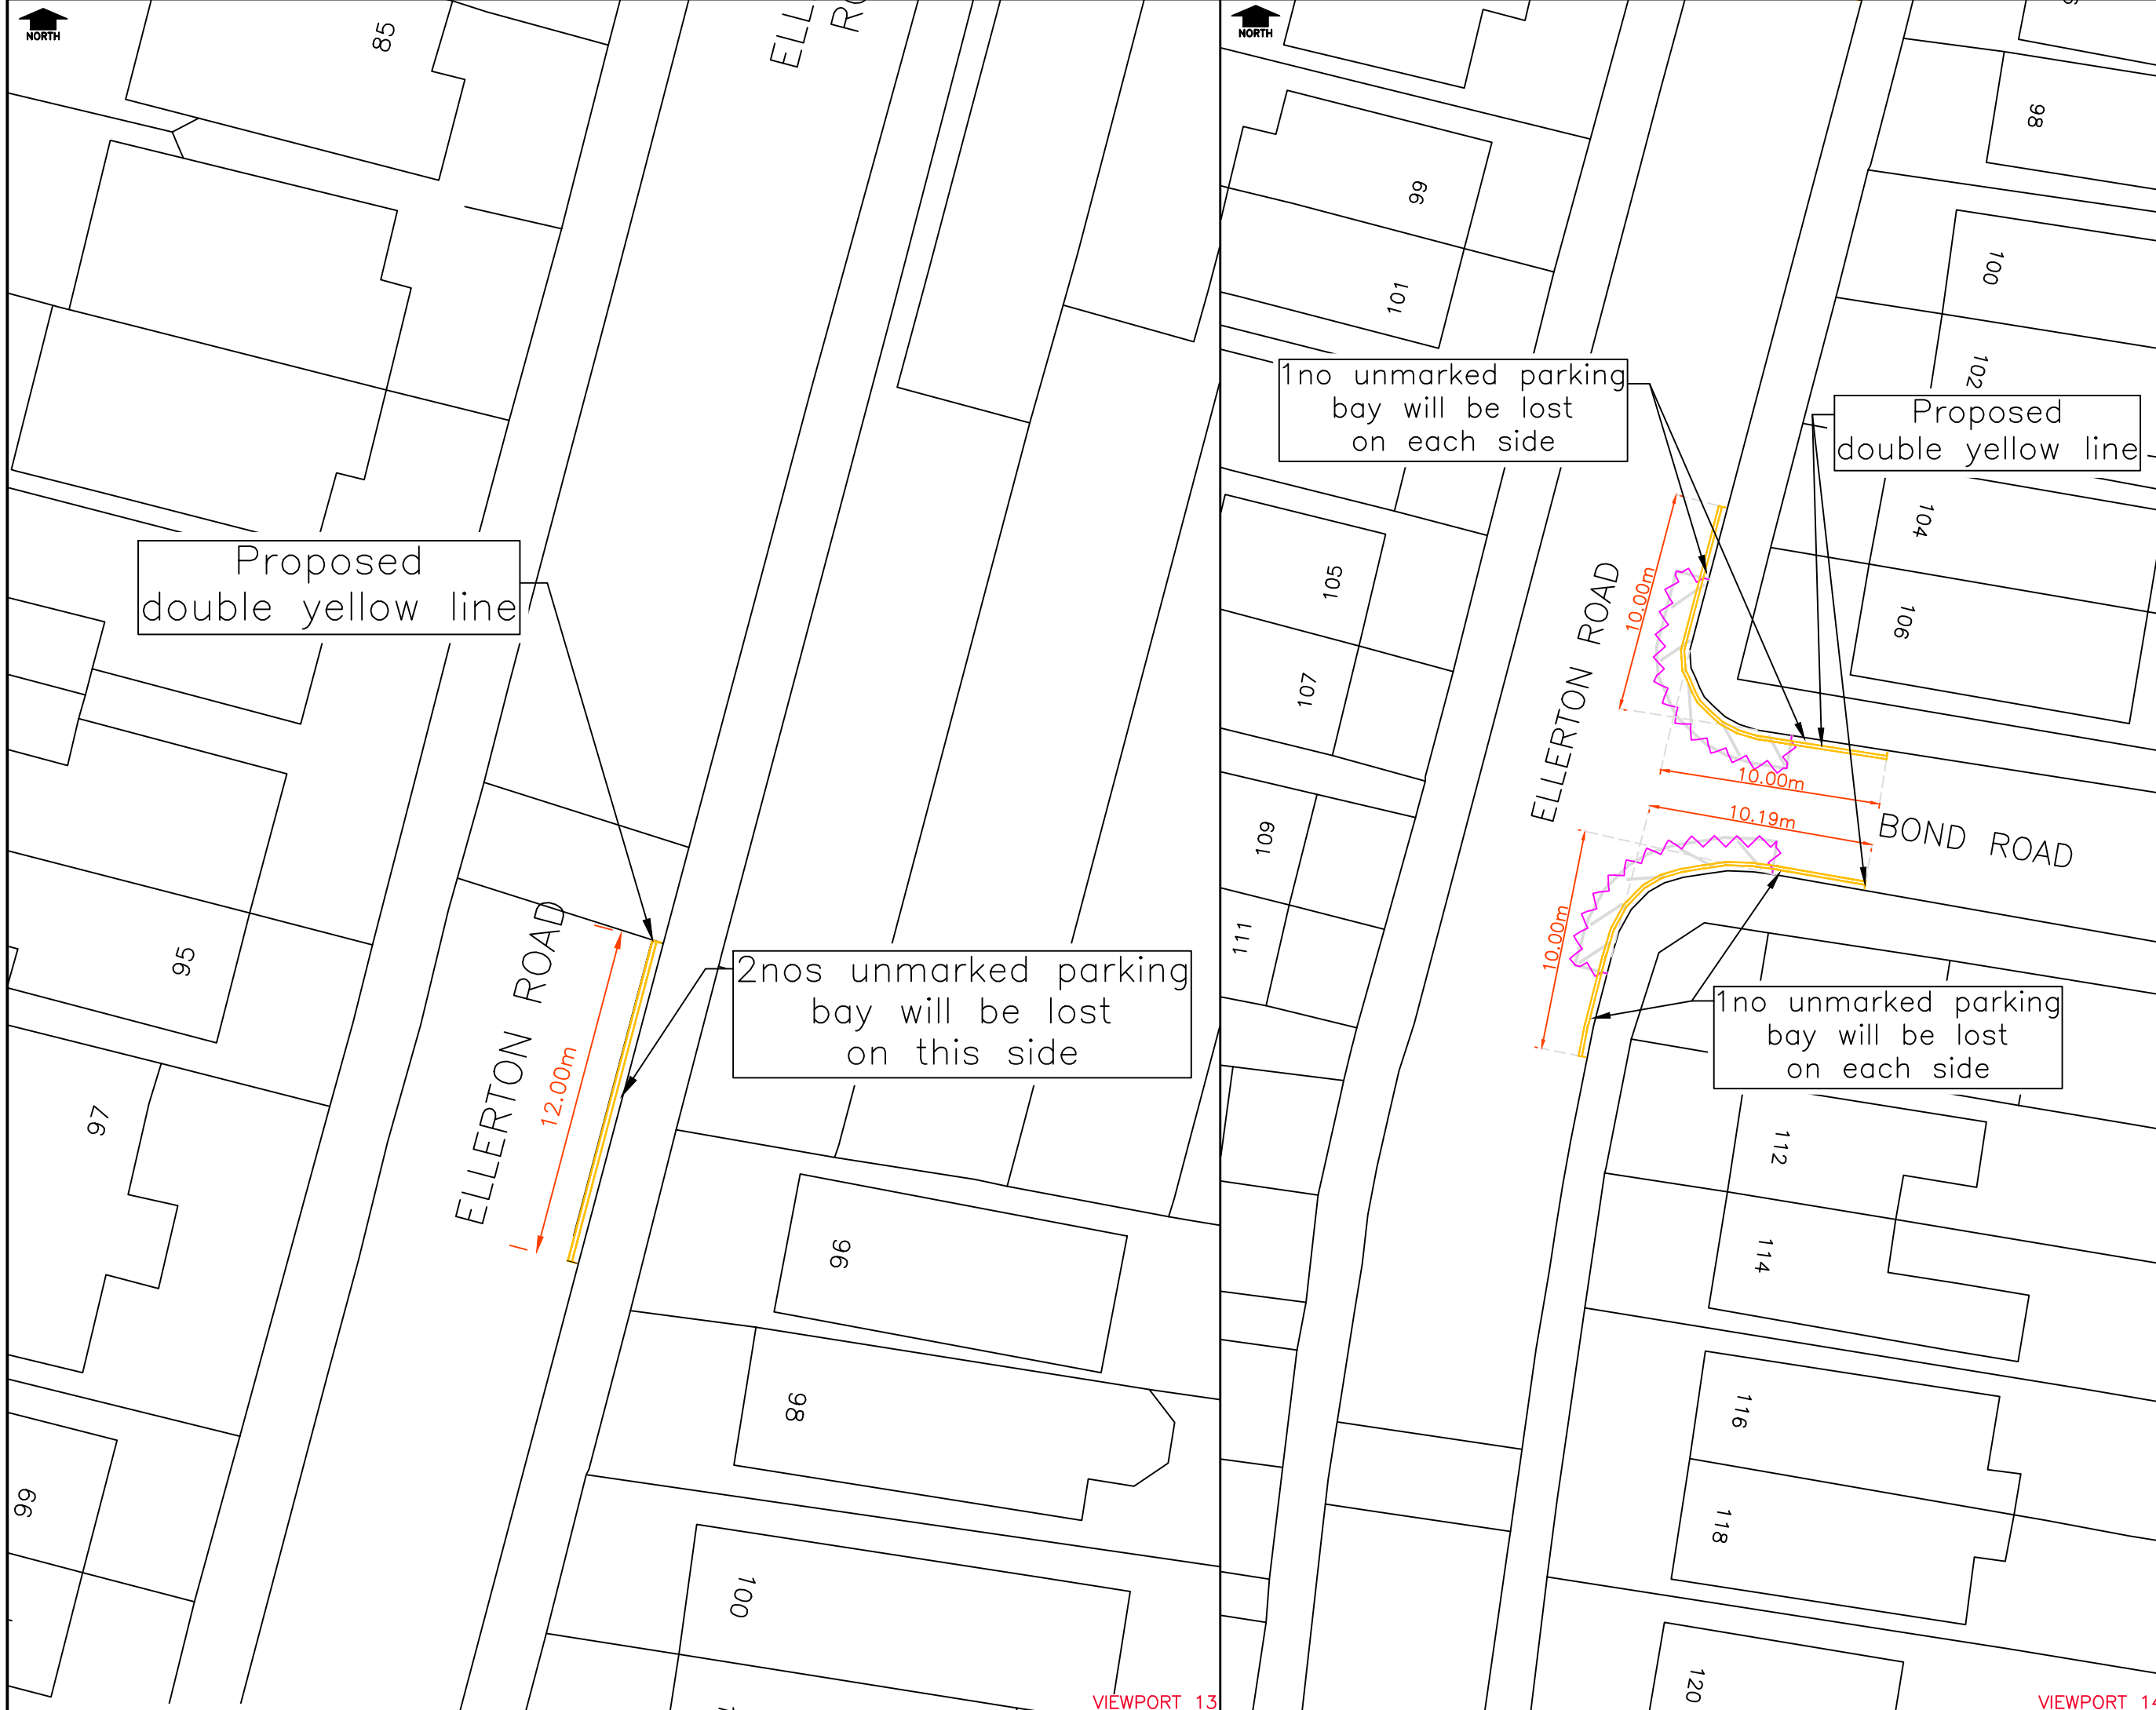 NORTH
85
Proposed
double yellow line
95
ELLERTON ROAD
12.00m
2nos unmarked parking
bay will be lost
on this side
97
96
98
99
100
VIEWPORT 13
NORTH
98
99
100
101
102
1no unmarked parking
bay will be lost
on each side
Proposed
double yellow line
104
105
106
107
10.00m
ELLERTON ROAD
10.00m
10.19m
BOND ROAD
109
111
10.00m
1no unmarked parking
bay will be lost
on each side
112
114
116
118
120
VIEWPORT 14